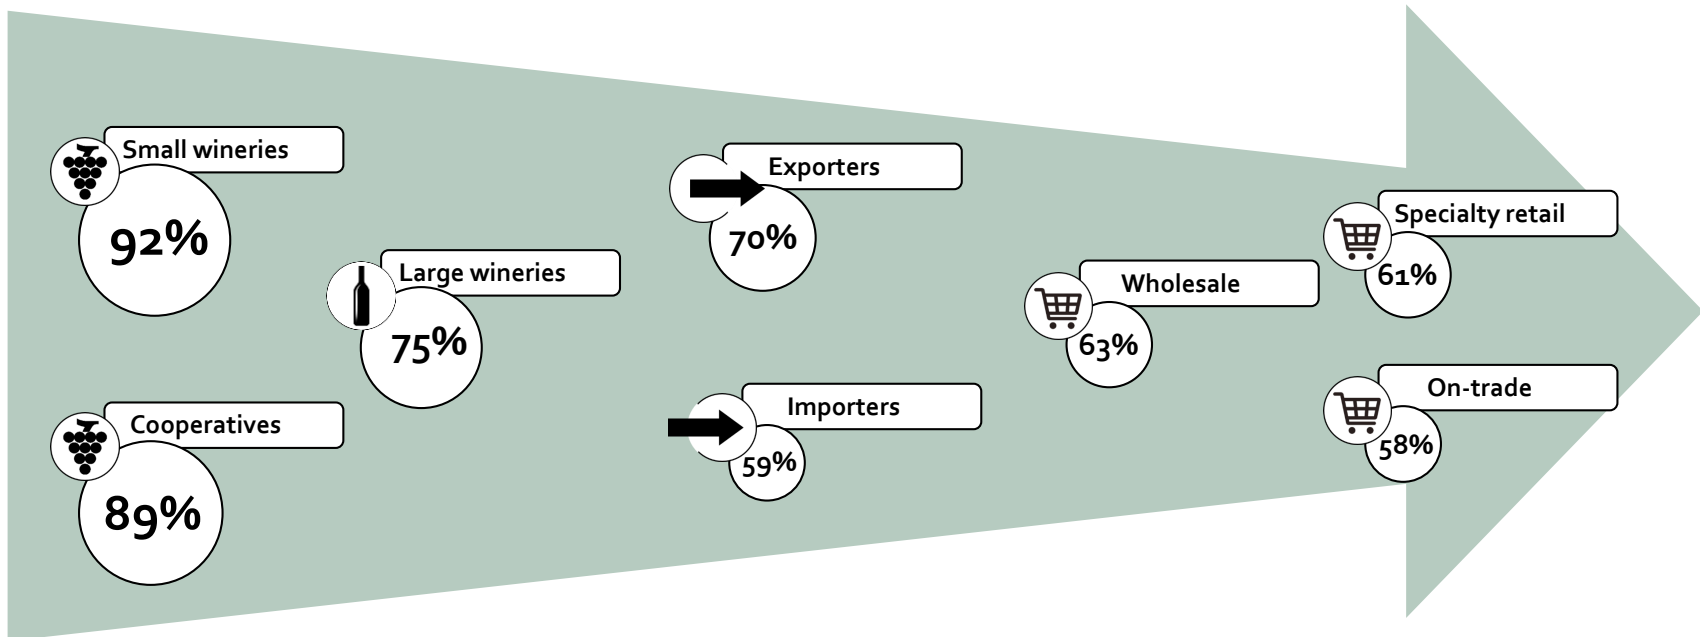 Small wineries
92%
Cooperatives
89%
Large wineries
75%
Exporters
70%
Importers
59%
Wholesale
63%
Specialty retail
61%
On-trade
58%